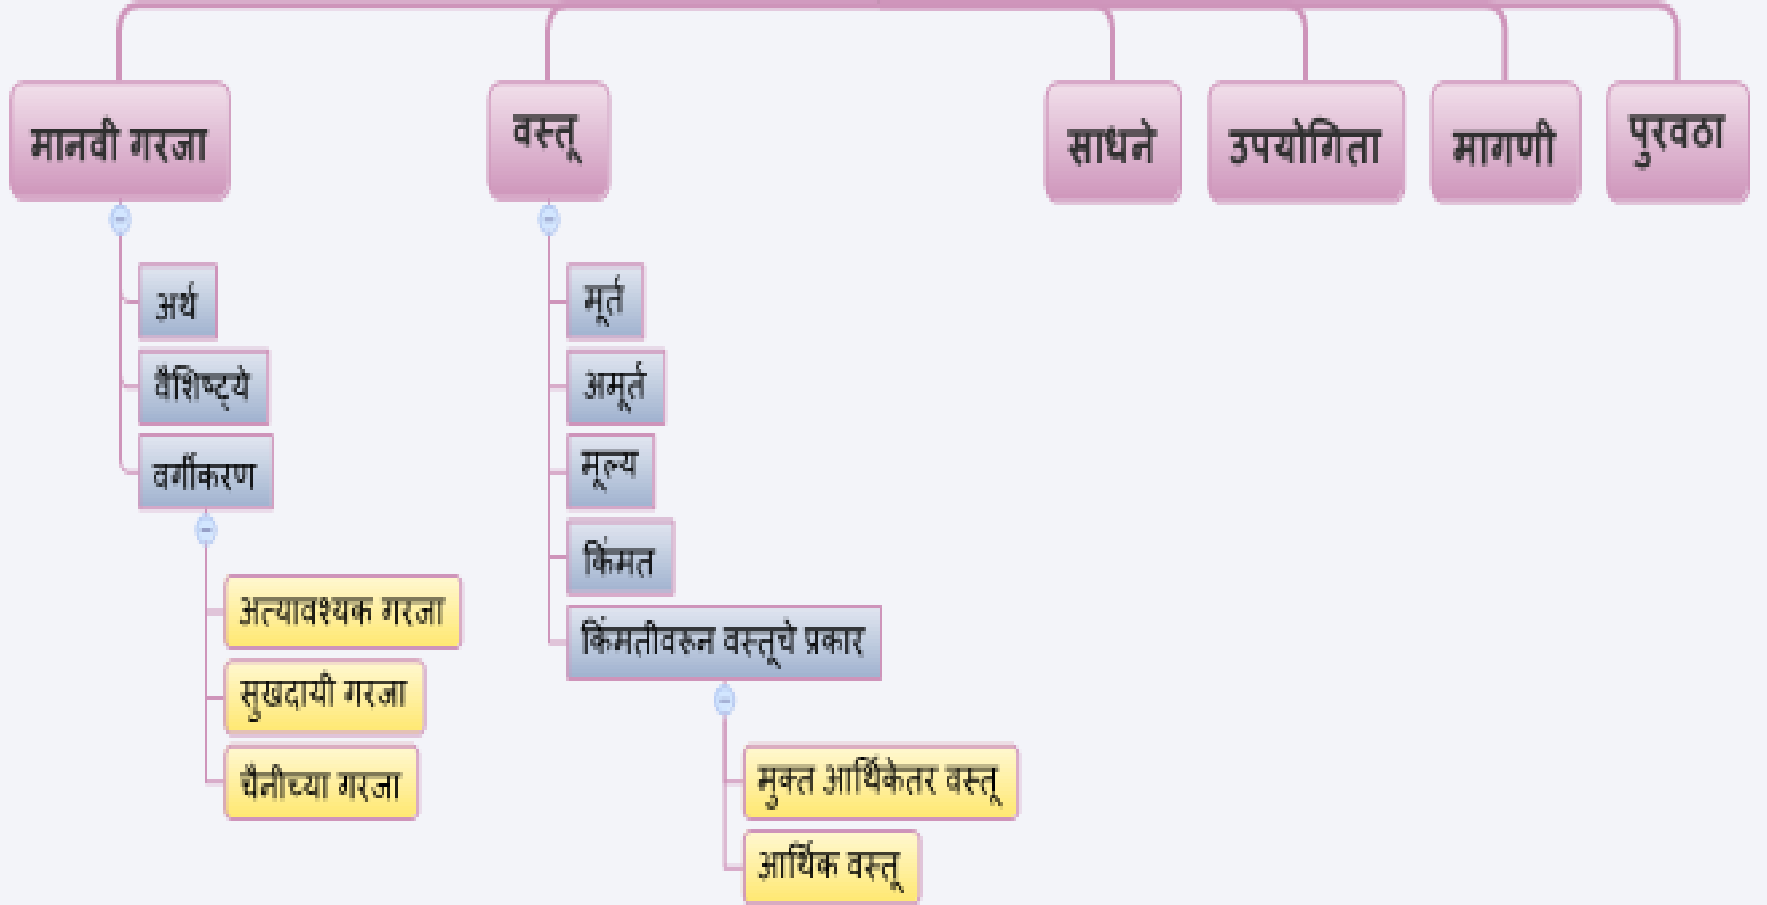 मानवी गरजा
वस्तू
साधने
उपयोगिता
मागणी
पुरवठा
अर्थ
वैशिष्ट्ये
वर्गीकरण
अत्यावश्यक गरजा
सुखदायी गरजा
चैनीच्या गरजा
मूर्त
अमूर्त
मूल्य
किंमत
किंमतीवरून वस्तूचे प्रकार
मुक्त आर्थिकेतर वस्तू
आर्थिक वस्तू